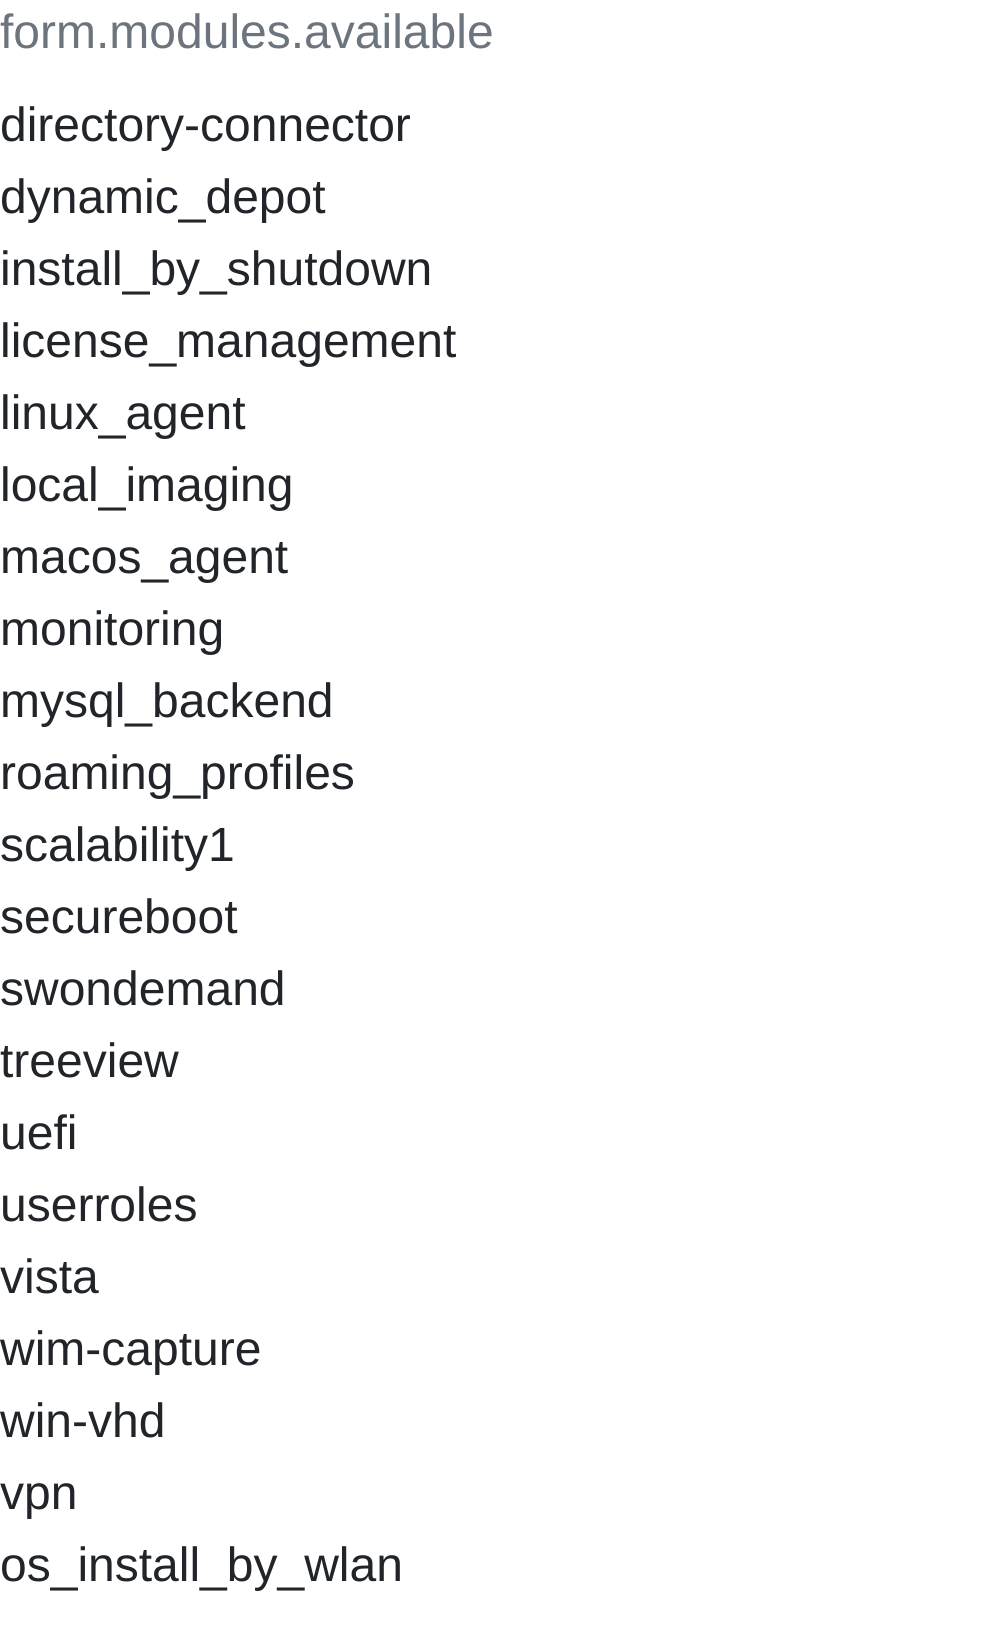 form.modules.available
directory-connector
dynamic_depot
install_by_shutdown
license_management
linux_agent
local_imaging
macos_agent
monitoring
mysql_backend
roaming_profiles
scalability1
secureboot
swondemand
treeview
uefi
userroles
vista
wim-capture
win-vhd
vpn
os_install_by_wlan